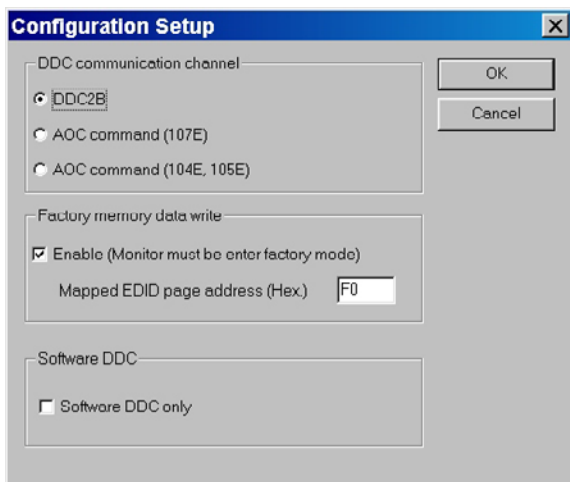 Configuration Setup
DDC communication channel
DDC2B
AOC command (107E)
AOC command (104E, 105E)
OK
Cancel
Factory memory data write
Enable (Monitor must be enter factory mode)
Mapped EDID page address (Hex.) F0
Software DDC
Software DDC only